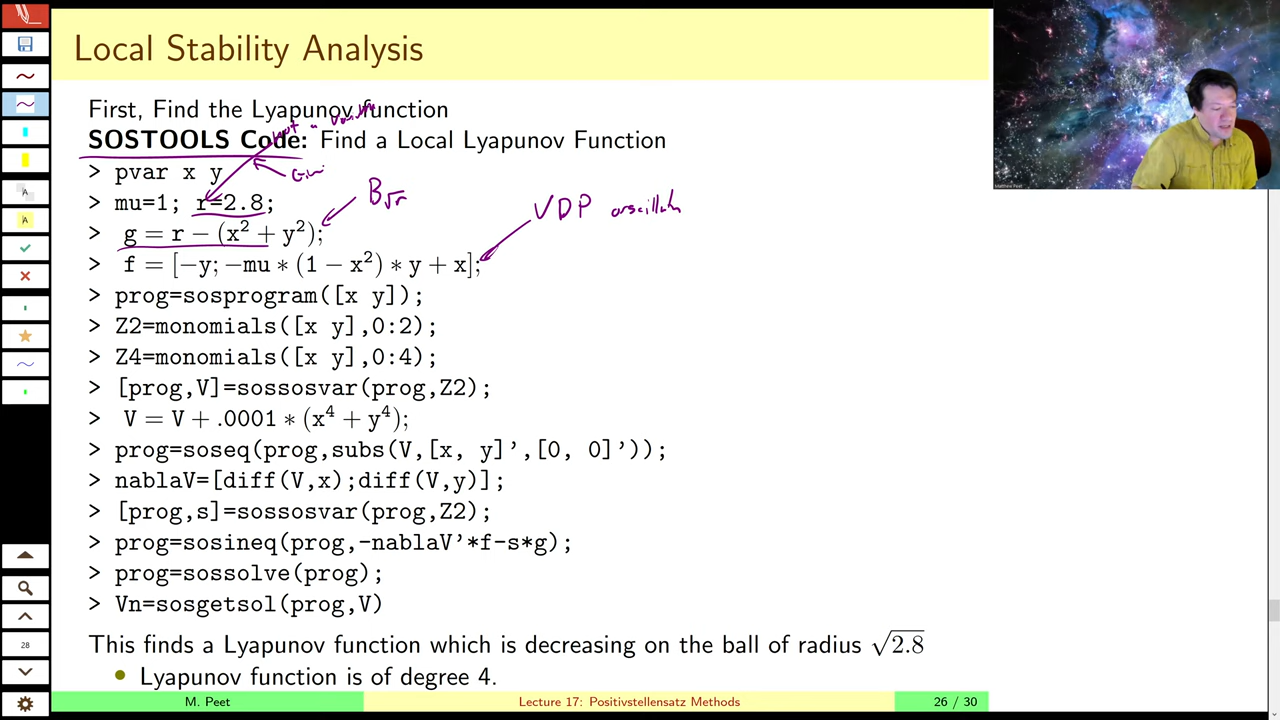 Local Stability Analysis
First, Find the Lyapunov function
not a
SOSTOOLS Code: Find a Local Lyapunov Function
> pvar x y
> mu=1; r=2.8;
B√r
VDP
> g = r − (x² + y²);
> f = [−y; −mu ∗ (1 − x²) ∗ y + x];
> prog=sosprogram([x y]);
> Z2=monomials([x y],0:2);
> Z4=monomials([x y],0:4);
> [prog,V]=sossosvar(prog,Z2);
> V = V + .0001 ∗ (x⁴ + y⁴);
> prog=soseq(prog,subs(V,[x, y]’,[0, 0]’));
> nablaV=[diff(V,x);diff(V,y)];
> [prog,s]=sossosvar(prog,Z2);
> prog=sosineq(prog,-nablaV’*f-s*g);
> prog=sossolve(prog);
> Vn=sosgetsol(prog,V)
This finds a Lyapunov function which is decreasing on the ball of radius √2.8
• Lyapunov function is of degree 4.
M. Peet
Lecture 17: Positivstellensatz Methods
26 / 30
28
Matthew Peet